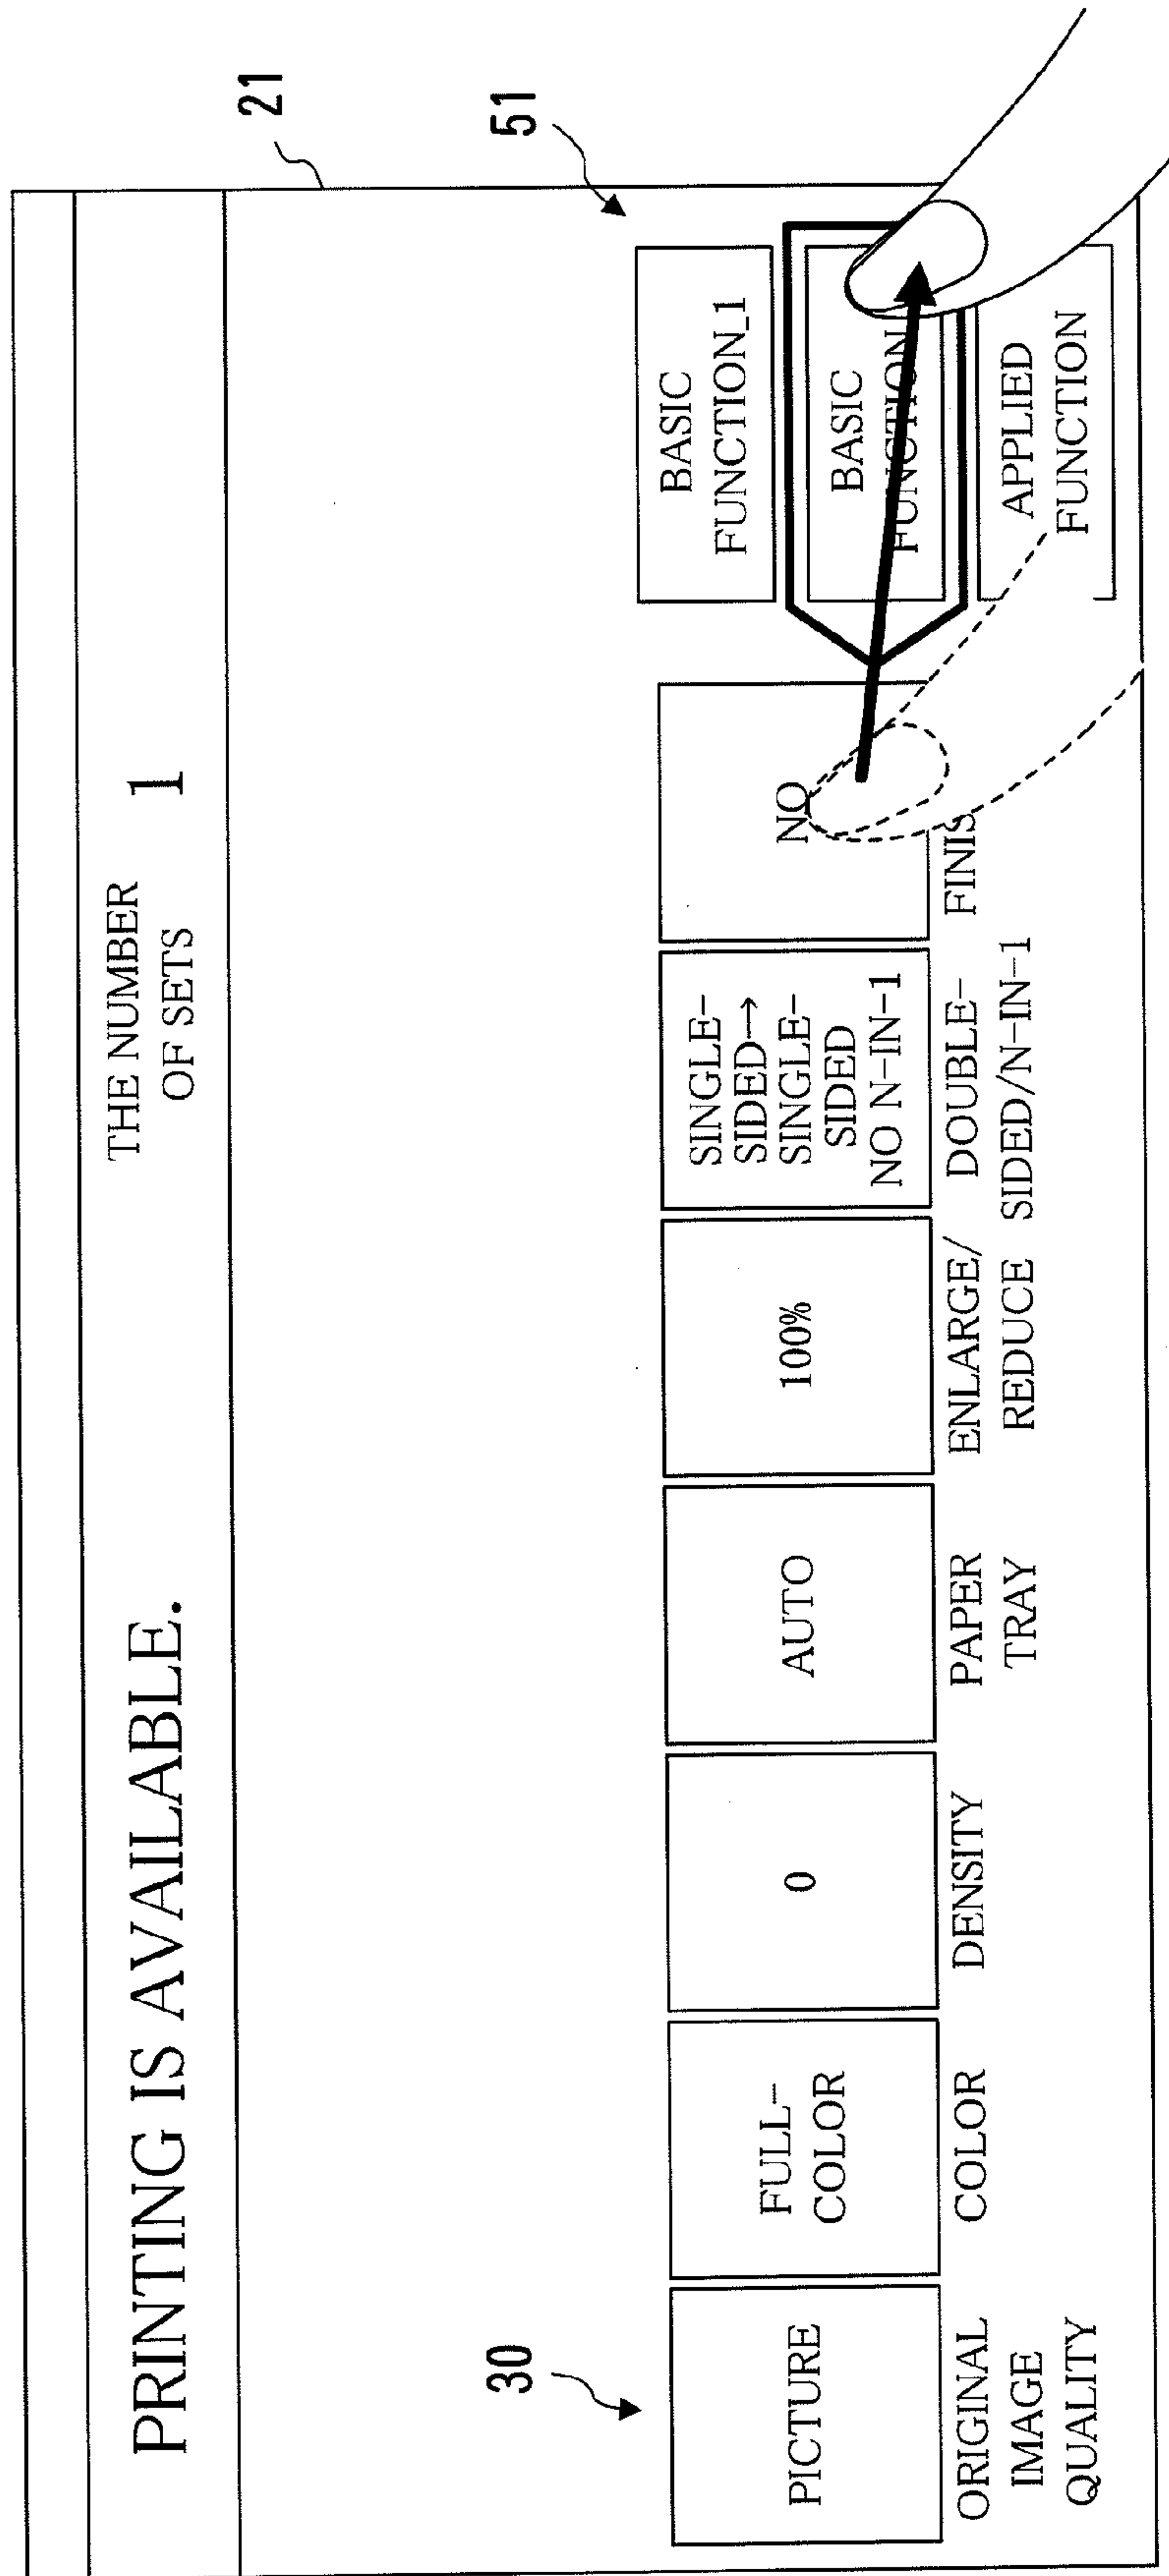 PRINTING IS AVAILABLE.
THE NUMBER
OF SETS
1
21
51
30
PICTURE
FULL-
COLOR
0
AUTO
100%
SINGLE-
SIDED→
SINGLE-
SIDED
NO N-IN-1
NO
ORIGINAL
IMAGE
QUALITY
COLOR
DENSITY
PAPER
TRAY
ENLARGE/
REDUCE
DOUBLE-
SIDED/N-IN-1
FINIS
BASIC
FUNCTION_1
BASIC
FUNCTION
APPLIED
FUNCTION